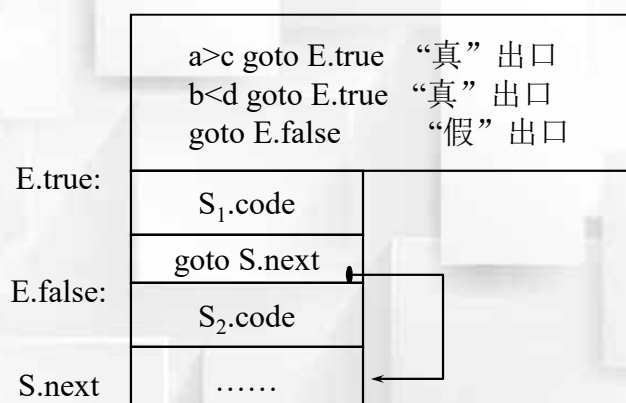 a>c goto E.true “真”出口
b<d goto E.true “真”出口
goto E.false “假”出口
E.true:
S₁.code
goto S.next
E.false:
S₂.code
S.next
……